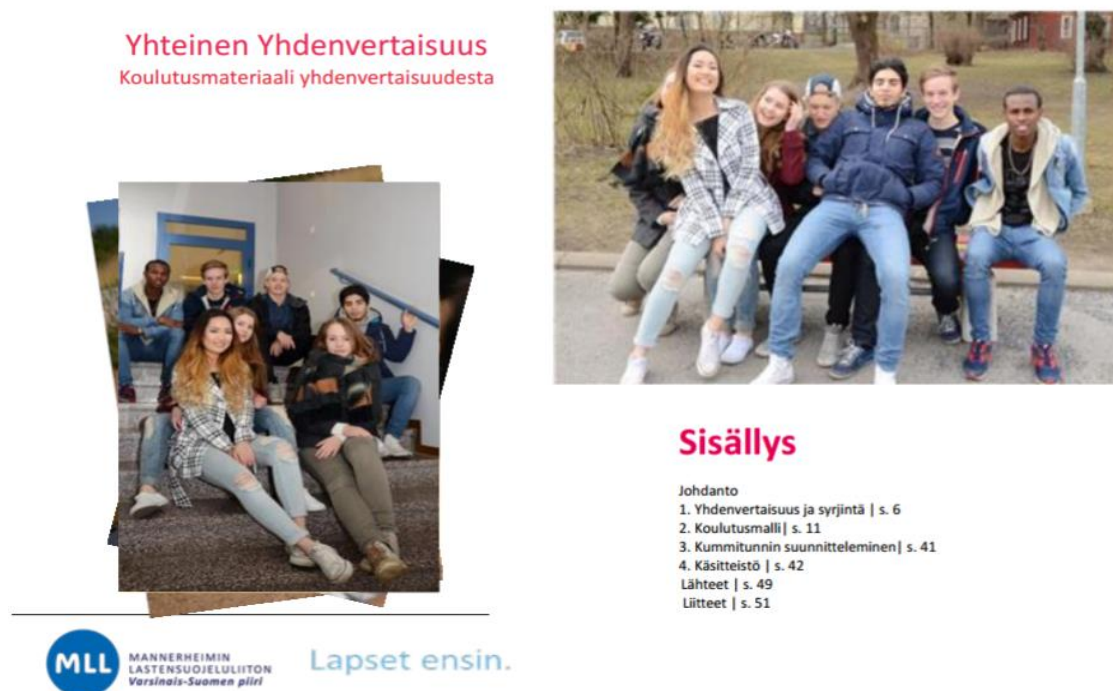 Yhteinen Yhdenvertaisuus
Koulutusmateriaali yhdenvertaisuudesta
MLL
MANNERHEIMIN
LASTENSUOJELULIITON
Varsinais-Suomen piiri
Lapset ensin.
Sisällys
Johdanto
1. Yhdenvertaisuus ja syrjintä | s. 6
2. Koulutusmalli| s. 11
3. Kummitunnin suunnitteleminen| s. 41
4. Käsitteistö | s. 42
Lähteet | s. 49
Liitteet | s. 51